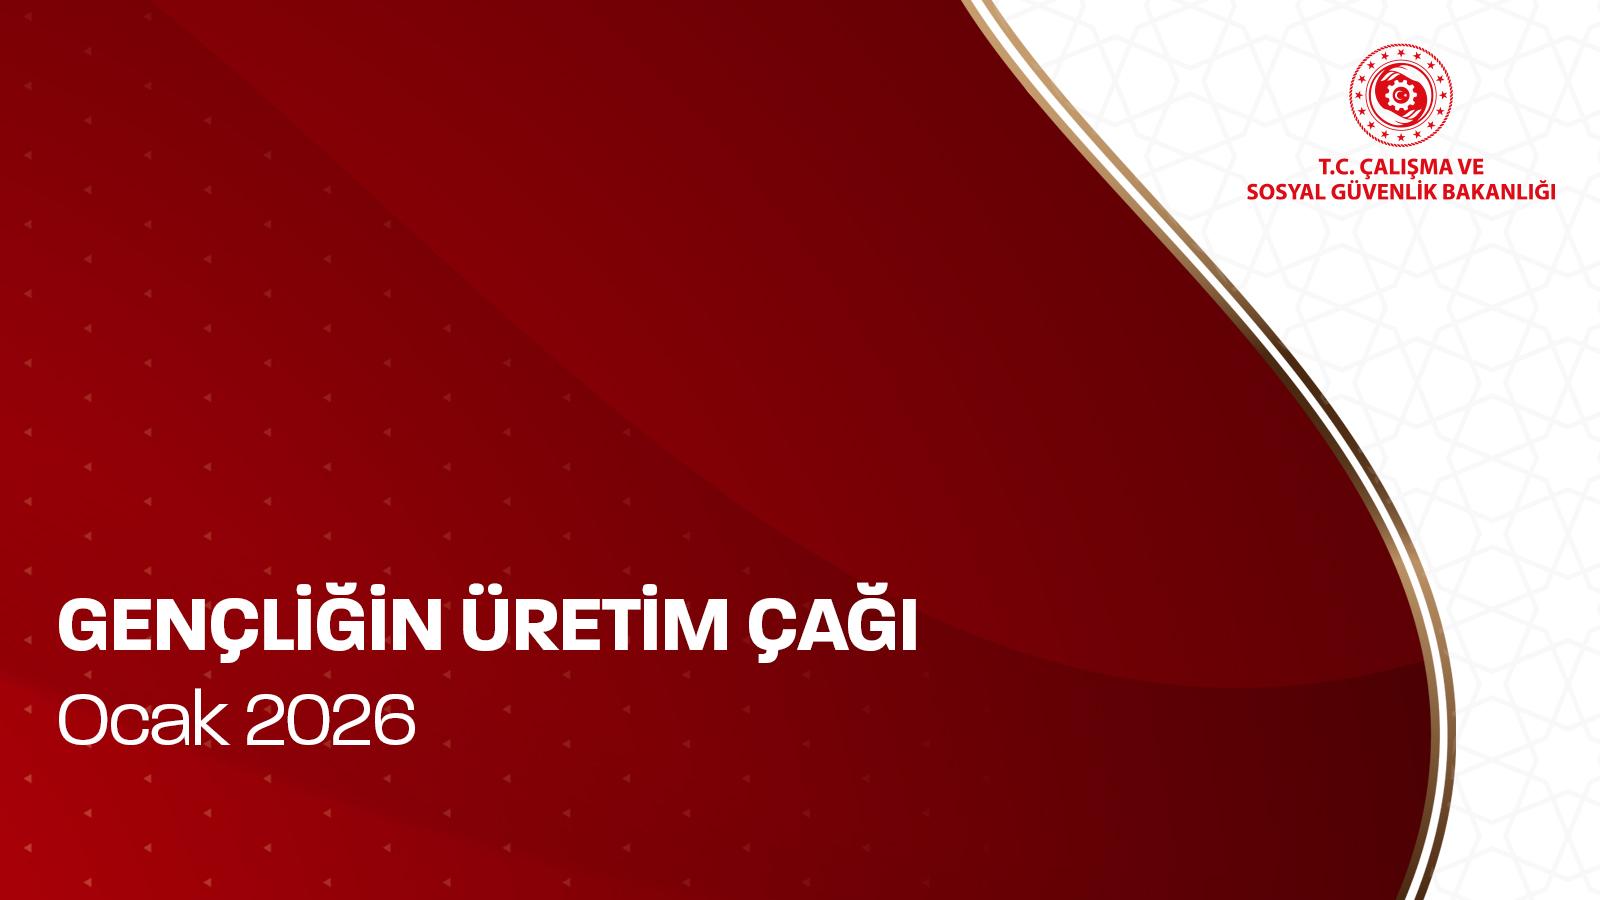 T.C. ÇALIŞMA VE
SOSYAL GÜVENLİK BAKANLIĞI
GENÇLİĞİN ÜRETİM ÇAĞI
Ocak 2026